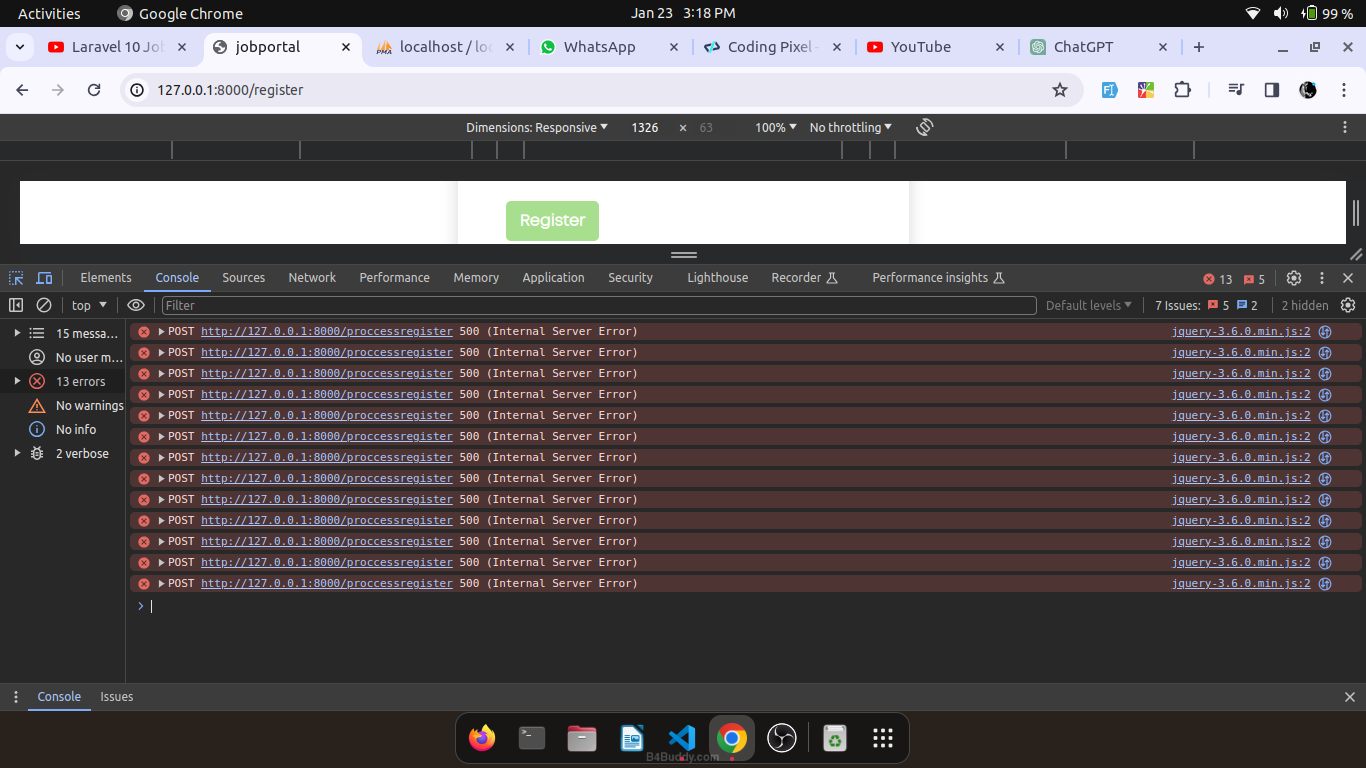 Activities Google Chrome Jan 23 3:18 PM 99 %
Laravel 10 Jo jobportal localhost / loc WhatsApp Coding Pixel - YouTube ChatGPT
127.0.0.1:8000/register
Dimensions: Responsive 1326 × 63 100% No throttling
Register
Elements Console Sources Network Performance Memory Application Security Lighthouse Recorder Performance insights 13 5
top Filter Default levels 7 Issues: 5 2 2 hidden
15 messa...
No user m...
13 errors
No warnings
No info
2 verbose
POST http://127.0.0.1:8000/proccessregister 500 (Internal Server Error) jquery-3.6.0.min.js:2
POST http://127.0.0.1:8000/proccessregister 500 (Internal Server Error) jquery-3.6.0.min.js:2
POST http://127.0.0.1:8000/proccessregister 500 (Internal Server Error) jquery-3.6.0.min.js:2
POST http://127.0.0.1:8000/proccessregister 500 (Internal Server Error) jquery-3.6.0.min.js:2
POST http://127.0.0.1:8000/proccessregister 500 (Internal Server Error) jquery-3.6.0.min.js:2
POST http://127.0.0.1:8000/proccessregister 500 (Internal Server Error) jquery-3.6.0.min.js:2
POST http://127.0.0.1:8000/proccessregister 500 (Internal Server Error) jquery-3.6.0.min.js:2
POST http://127.0.0.1:8000/proccessregister 500 (Internal Server Error) jquery-3.6.0.min.js:2
POST http://127.0.0.1:8000/proccessregister 500 (Internal Server Error) jquery-3.6.0.min.js:2
POST http://127.0.0.1:8000/proccessregister 500 (Internal Server Error) jquery-3.6.0.min.js:2
POST http://127.0.0.1:8000/proccessregister 500 (Internal Server Error) jquery-3.6.0.min.js:2
POST http://127.0.0.1:8000/proccessregister 500 (Internal Server Error) jquery-3.6.0.min.js:2
POST http://127.0.0.1:8000/proccessregister 500 (Internal Server Error) jquery-3.6.0.min.js:2
Console Issues
B4Buddy.com